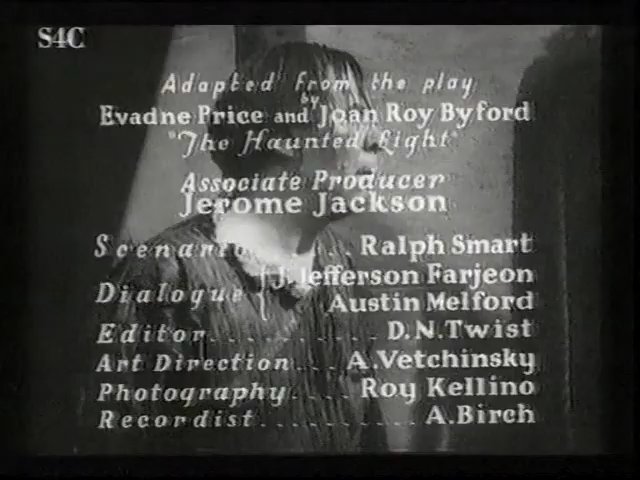 S4C
Adapted from the play
by
Evadne Price and Joan Roy Byford
"The Haunted Light"
Associate Producer
Jerome Jackson
Scenario . . . Ralph Smart
Dialogue { J. Jefferson Farjeon
Austin Melford
Editor . . . . . . . . . . D.N. Twist
Art Direction . . . A. Vetchinsky
Photography . . . . Roy Kellino
Recordist . . . . . . . . . A. Birch